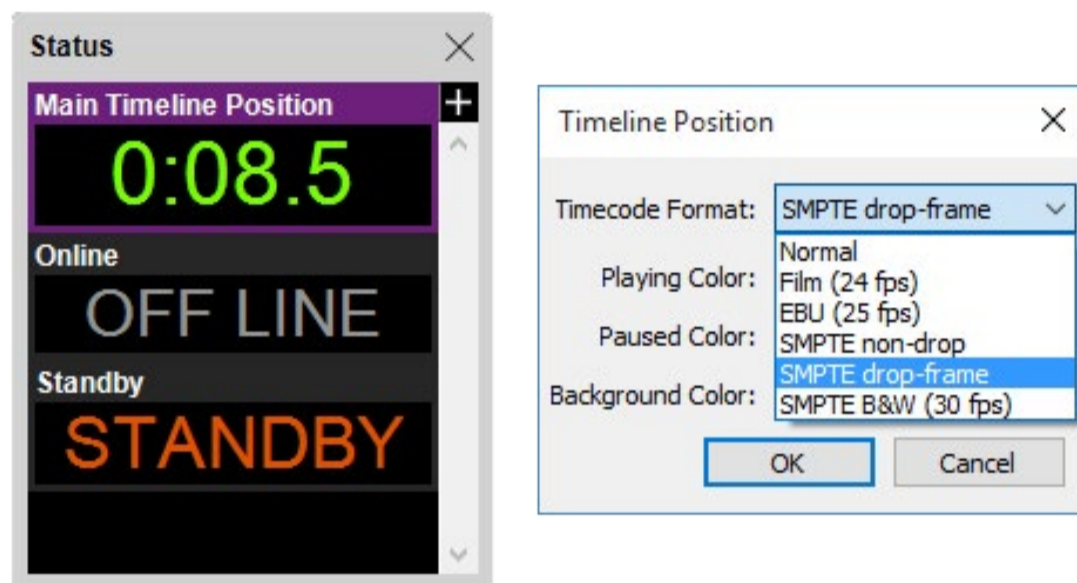 Status
Main Timeline Position
0:08.5
Online
OFF LINE
Standby
STANDBY
Timeline Position
Timecode Format: SMPTE drop-frame
Normal
Film (24 fps)
EBU (25 fps)
SMPTE non-drop
SMPTE drop-frame
SMPTE B&W (30 fps)
Playing Color:
Paused Color:
Background Color:
OK Cancel